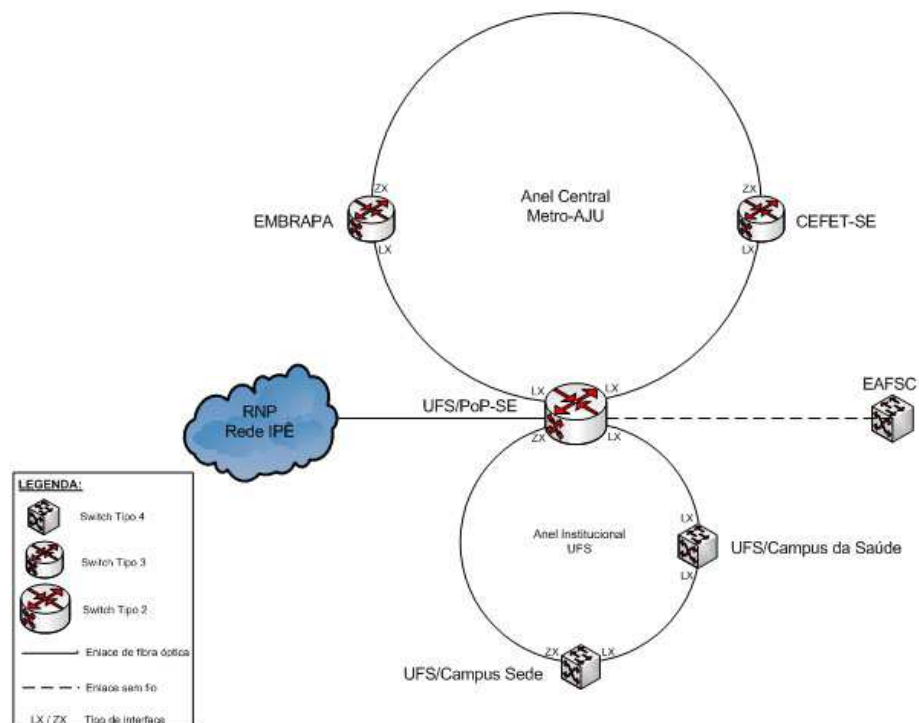 ZX
Anel Central
Metro-AJU
ZX
EMBRAPA
CEFET-SE
LX
LX
LX
LX
EAFSC
RNP
Rede IPÊ
UFS/PoP-SE
ZX
LX
LEGENDA:
Switch Tipo 4
Switch Tipo 3
Switch Tipo 2
Enlace de fibra óptica
Enlace sem fio
LX / ZX Tipo de interface
Anel Institucional
UFS
LX
UFS/Campus da Saúde
LX
ZX
LX
UFS/Campus Sede